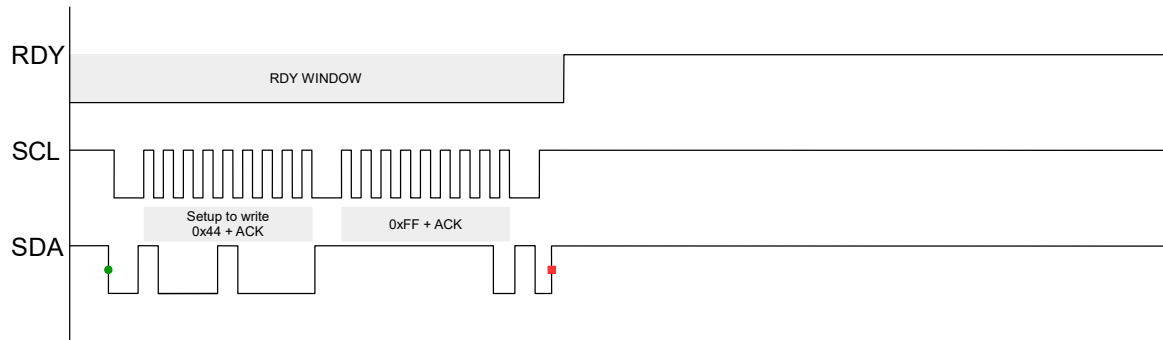 RDY
RDY WINDOW
SCL
Setup to write
0x44 + ACK
0xFF + ACK
SDA